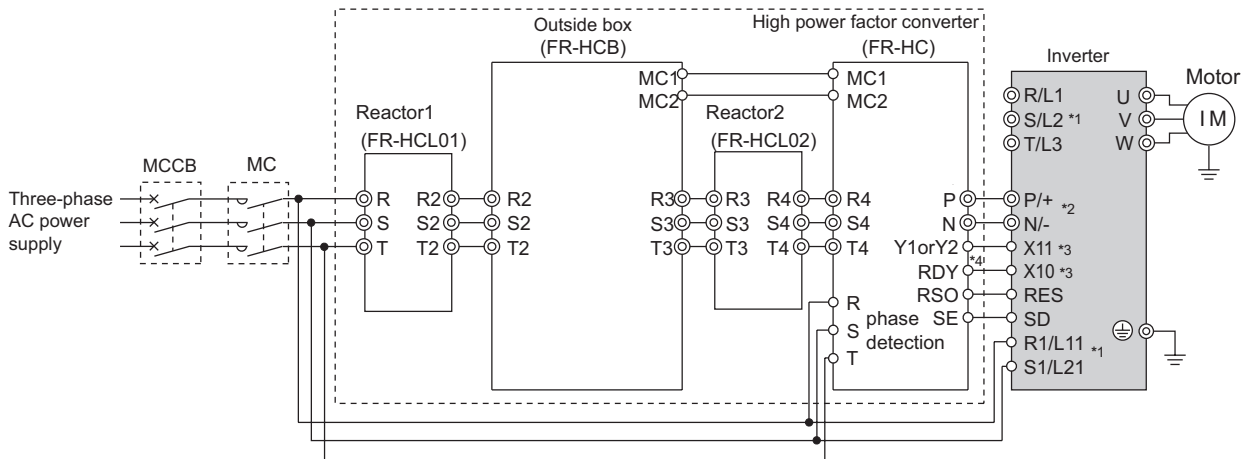 Outside box
(FR-HCB)
High power factor converter
(FR-HC)
Inverter
Motor
MC1
MC2
MC1
MC2
Reactor1
(FR-HCL01)
Reactor2
(FR-HCL02)
R/L1
S/L2 *1
T/L3
U
V
W
IM
MCCB
MC
Three-phase
AC power
supply
R
S
T
R2
S2
T2
R2
S2
T2
R3
S3
T3
R3
S3
T3
R4
S4
T4
R4
S4
T4
P
N
Y1orY2
RDY
*4
RSO
SE
P/+
*2
N/-
X11 *3
X10 *3
RES
SD
R1/L11
*1
S1/L21
R
S
T
phase
detection